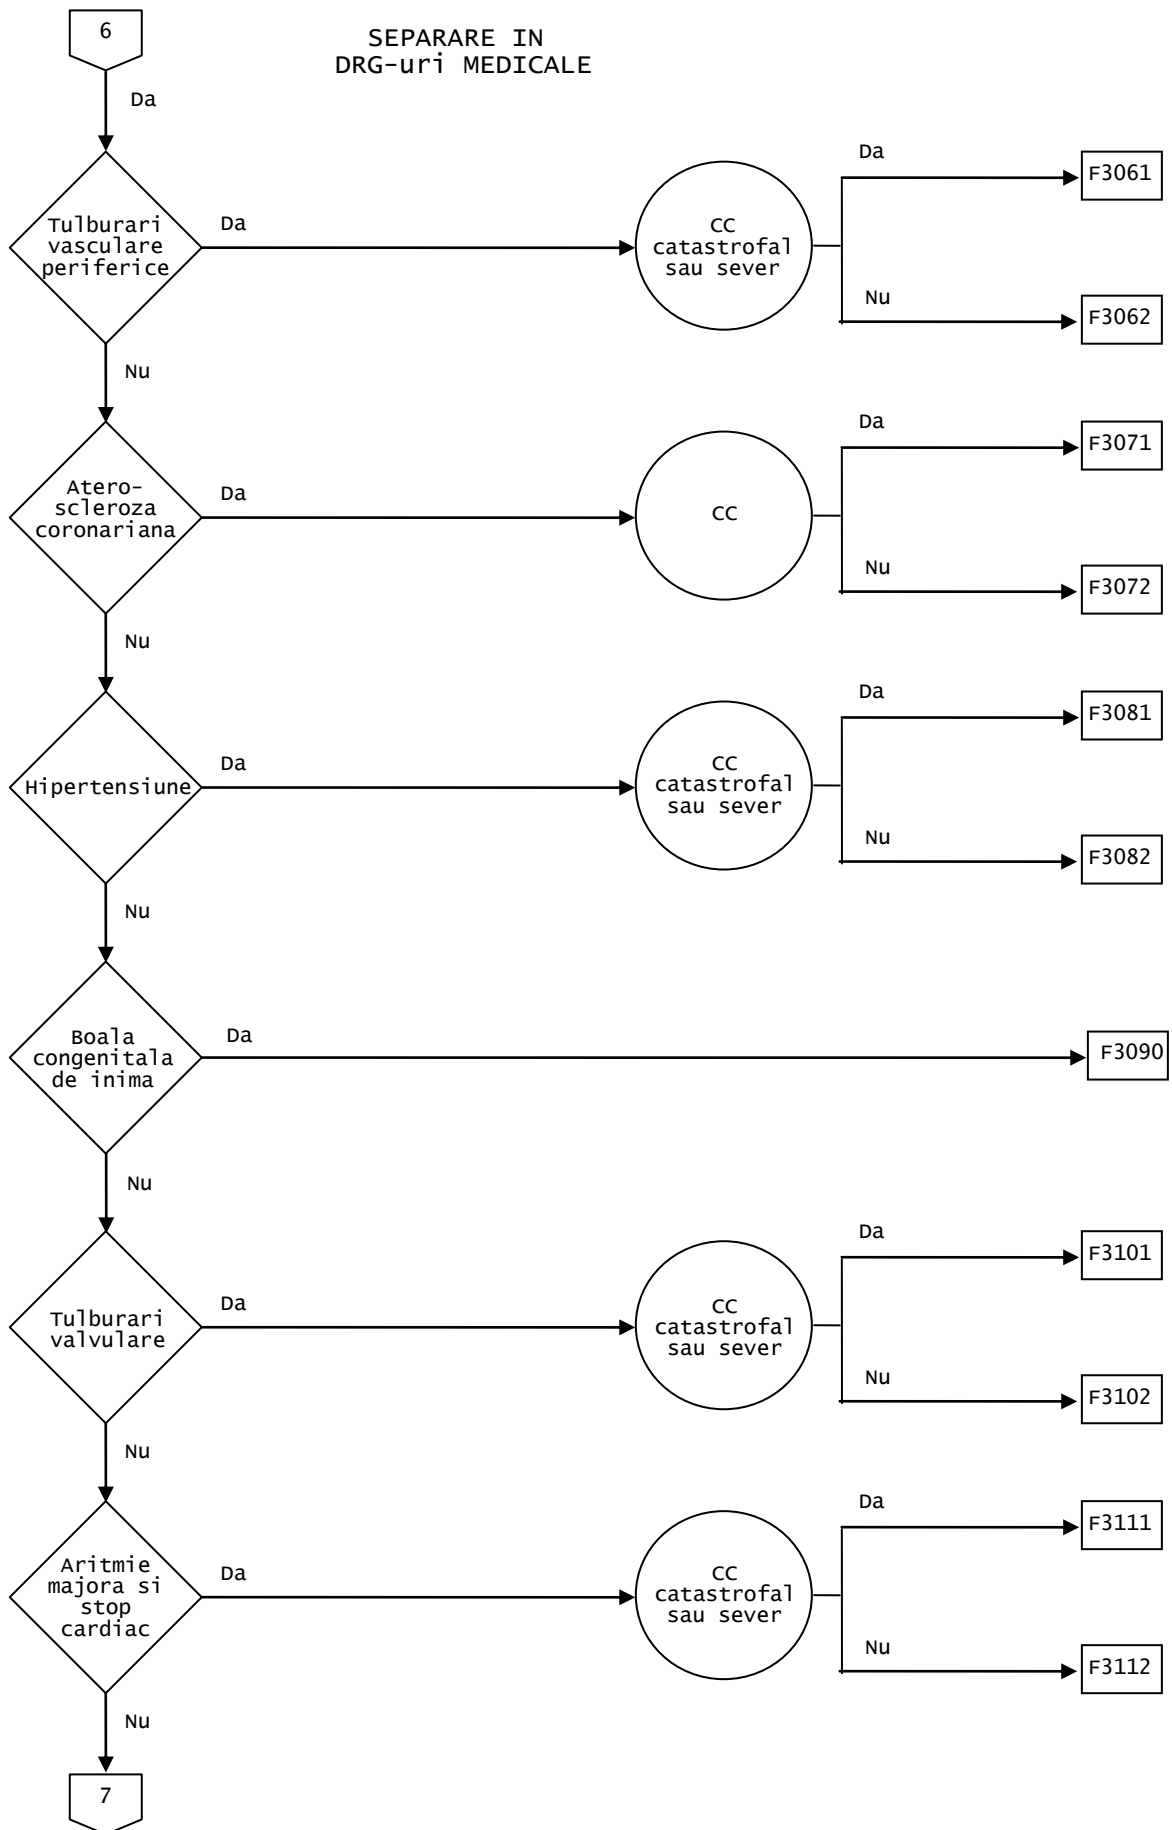 6
SEPARARE IN
DRG-uri MEDICALE
Da
Tulburari
vasculare
periferice
Da
CC
catastrofal
sau sever
Da
F3061
Nu
F3062
Nu
Atero-
scleroza
coronariana
Da
CC
Da
F3071
Nu
F3072
Nu
Hipertensiune
Da
CC
catastrofal
sau sever
Da
F3081
Nu
F3082
Nu
Boala
congenitala
de inima
Da
F3090
Nu
Tulburari
valvulare
Da
CC
catastrofal
sau sever
Da
F3101
Nu
F3102
Nu
Aritmie
majora si
stop
cardiac
Da
CC
catastrofal
sau sever
Da
F3111
Nu
F3112
Nu
7